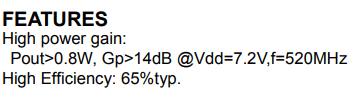 FEATURES
High power gain:
Pout>0.8W, Gp>14dB @Vdd=7.2V,f=520MHz
High Efficiency: 65%typ.